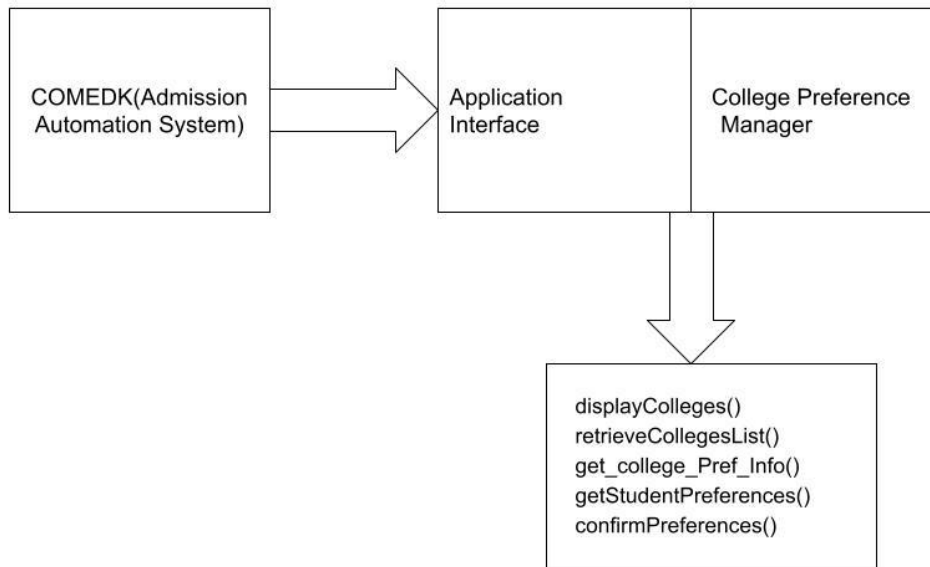 COMEDK(Admission
Automation System)
Application
Interface
College Preference
Manager
displayColleges()
retrieveCollegesList()
get_college_Pref_Info()
getStudentPreferences()
confirmPreferences()